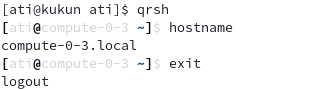 [ati@kukun ati]$ qrsh
[ati@compute-0-3 ~]$ hostname
compute-0-3.local
[ati@compute-0-3 ~]$ exit
logout